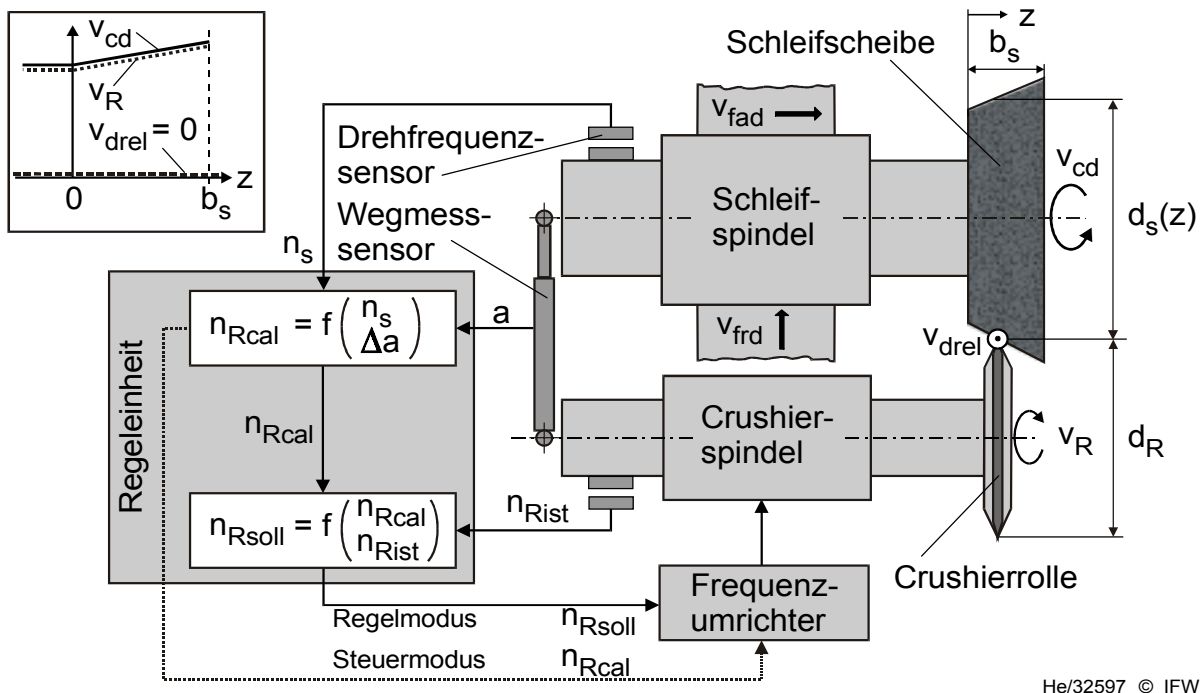 v_cd
v_R
v_drel = 0
z
0
b_s
z
b_s
Schleifscheibe
v_fad
Drehfrequenz-
sensor
Wegmess-
sensor
Schleif-
spindel
v_cd
d_s(z)
n_s
Regeleinheit
n_Rcal = f ( n_s
Δa )
a
v_frd
v_drel
n_Rcal
Crushier-
spindel
v_R
d_R
n_Rsoll = f ( n_Rcal
n_Rist )
n_Rist
Crushierrolle
Frequenz-
umrichter
Regelmodus n_Rsoll
Steuermodus n_Rcal
He/32597 © IFW